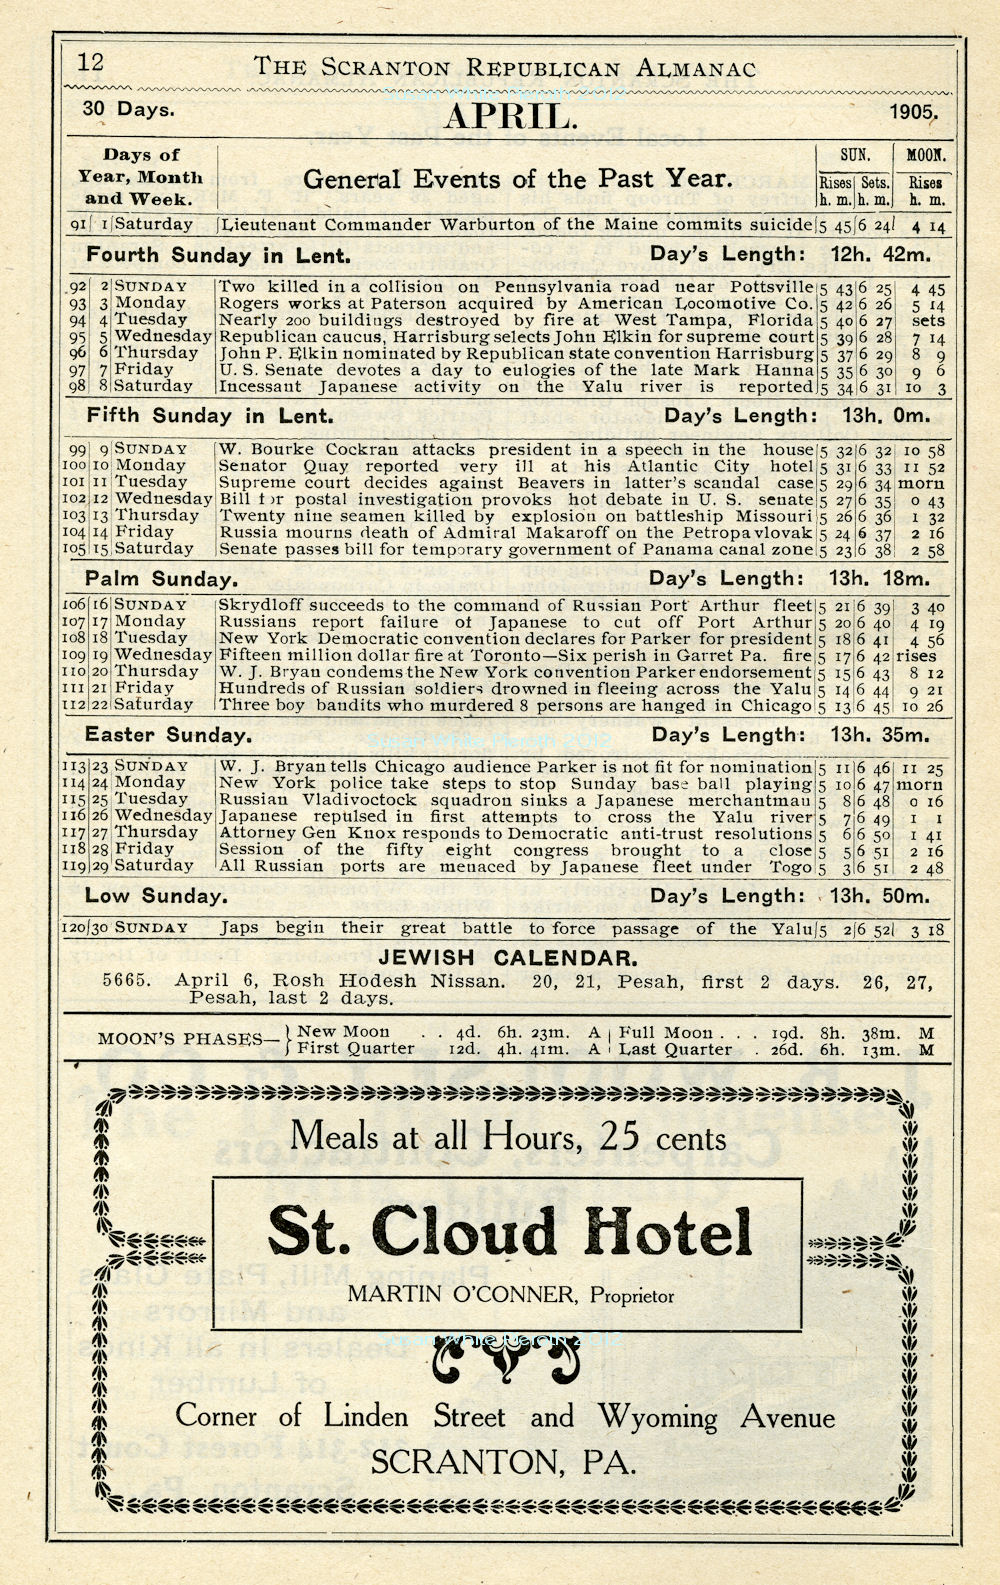 12
THE SCRANTON REPUBLICAN ALMANAC
30 Days. APRIL. 1905.
Days of Year, Month and Week. General Events of the Past Year. SUN. MOON.
Rises h. m. Sets. h. m. Rises h. m.
91 1 Saturday Lieutenant Commander Warburton of the Maine commits suicide 5 45 6 24 4 14
Fourth Sunday in Lent. Day's Length: 12h. 42m.
92 2 SUNDAY Two killed in a collision on Pennsylvania road near Pottsville 5 43 6 25 4 45
93 3 Monday Rogers works at Paterson acquired by American Locomotive Co. 5 42 6 26 5 14
94 4 Tuesday Nearly 200 buildings destroyed by fire at West Tampa, Florida 5 40 6 27 sets
95 5 Wednesday Republican caucus, Harrisburg selects John Elkin for supreme court 5 39 6 28 7 14
96 6 Thursday John P. Elkin nominated by Republican state convention Harrisburg 5 37 6 29 8 9
97 7 Friday U. S. Senate devotes a day to eulogies of the late Mark Hanna 5 35 6 30 9 6
98 8 Saturday Incessant Japanese activity on the Yalu river is reported 5 34 6 31 10 3
Fifth Sunday in Lent. Day's Length: 13h. 0m.
99 9 SUNDAY W. Bourke Cockran attacks president in a speech in the house 5 32 6 32 10 58
100 10 Monday Senator Quay reported very ill at his Atlantic City hotel 5 31 6 33 11 52
101 11 Tuesday Supreme court decides against Beavers in latter's scandal case 5 29 6 34 morn
102 12 Wednesday Bill for postal investigation provokes hot debate in U. S. senate 5 27 6 35 0 43
103 13 Thursday Twenty nine seamen killed by explosion on battleship Missouri 5 26 6 36 1 32
104 14 Friday Russia mourns death of Admiral Makaroff on the Petropavlovak 5 24 6 37 2 16
105 15 Saturday Senate passes bill for temporary government of Panama canal zone 5 23 6 38 2 58
Palm Sunday. Day's Length: 13h. 18m.
106 16 SUNDAY Skrydloff succeeds to the command of Russian Port Arthur fleet 5 21 6 39 3 40
107 17 Monday Russians report failure of Japanese to cut off Port Arthur 5 20 6 40 4 19
108 18 Tuesday New York Democratic convention declares for Parker for president 5 18 6 41 4 56
109 19 Wednesday Fifteen million dollar fire at Toronto—Six perish in Garret Pa. fire 5 17 6 42 rises
110 20 Thursday W. J. Bryan condems the New York convention Parker endorsement 5 15 6 43 8 12
111 21 Friday Hundreds of Russian soldiers drowned in fleeing across the Yalu 5 14 6 44 9 21
112 22 Saturday Three boy bandits who murdered 8 persons are hanged in Chicago 5 13 6 45 10 26
Easter Sunday. Day's Length: 13h. 35m.
113 23 SUNDAY W. J. Bryan tells Chicago audience Parker is not fit for nomination 5 11 6 46 11 25
114 24 Monday New York police take steps to stop Sunday base ball playing 5 10 6 47 morn
115 25 Tuesday Russian Vladivoctock squadron sinks a Japanese merchantman 5 8 6 48 0 16
116 26 Wednesday Japanese repulsed in first attempts to cross the Yalu river 5 7 6 49 1 1
117 27 Thursday Attorney Gen Knox responds to Democratic anti-trust resolutions 5 6 6 50 1 41
118 28 Friday Session of the fifty eight congress brought to a close 5 5 6 51 2 16
119 29 Saturday All Russian ports are menaced by Japanese fleet under Togo 5 3 6 51 2 48
Low Sunday. Day's Length: 13h. 50m.
120 30 SUNDAY Japs begin their great battle to force passage of the Yalu 5 2 6 52 3 18
JEWISH CALENDAR.
5665. April 6, Rosh Hodesh Nissan. 20, 21, Pesah, first 2 days. 26, 27,
Pesah, last 2 days.
MOON'S PHASES— New Moon . . 4d. 6h. 23m. A Full Moon . . . 19d. 8h. 38m. M
First Quarter 12d. 4h. 41m. A Last Quarter . 26d. 6h. 13m. M
Meals at all Hours, 25 cents
St. Cloud Hotel
MARTIN O'CONNER, Proprietor
Susan White Pieroth 2012
Corner of Linden Street and Wyoming Avenue
SCRANTON, PA.